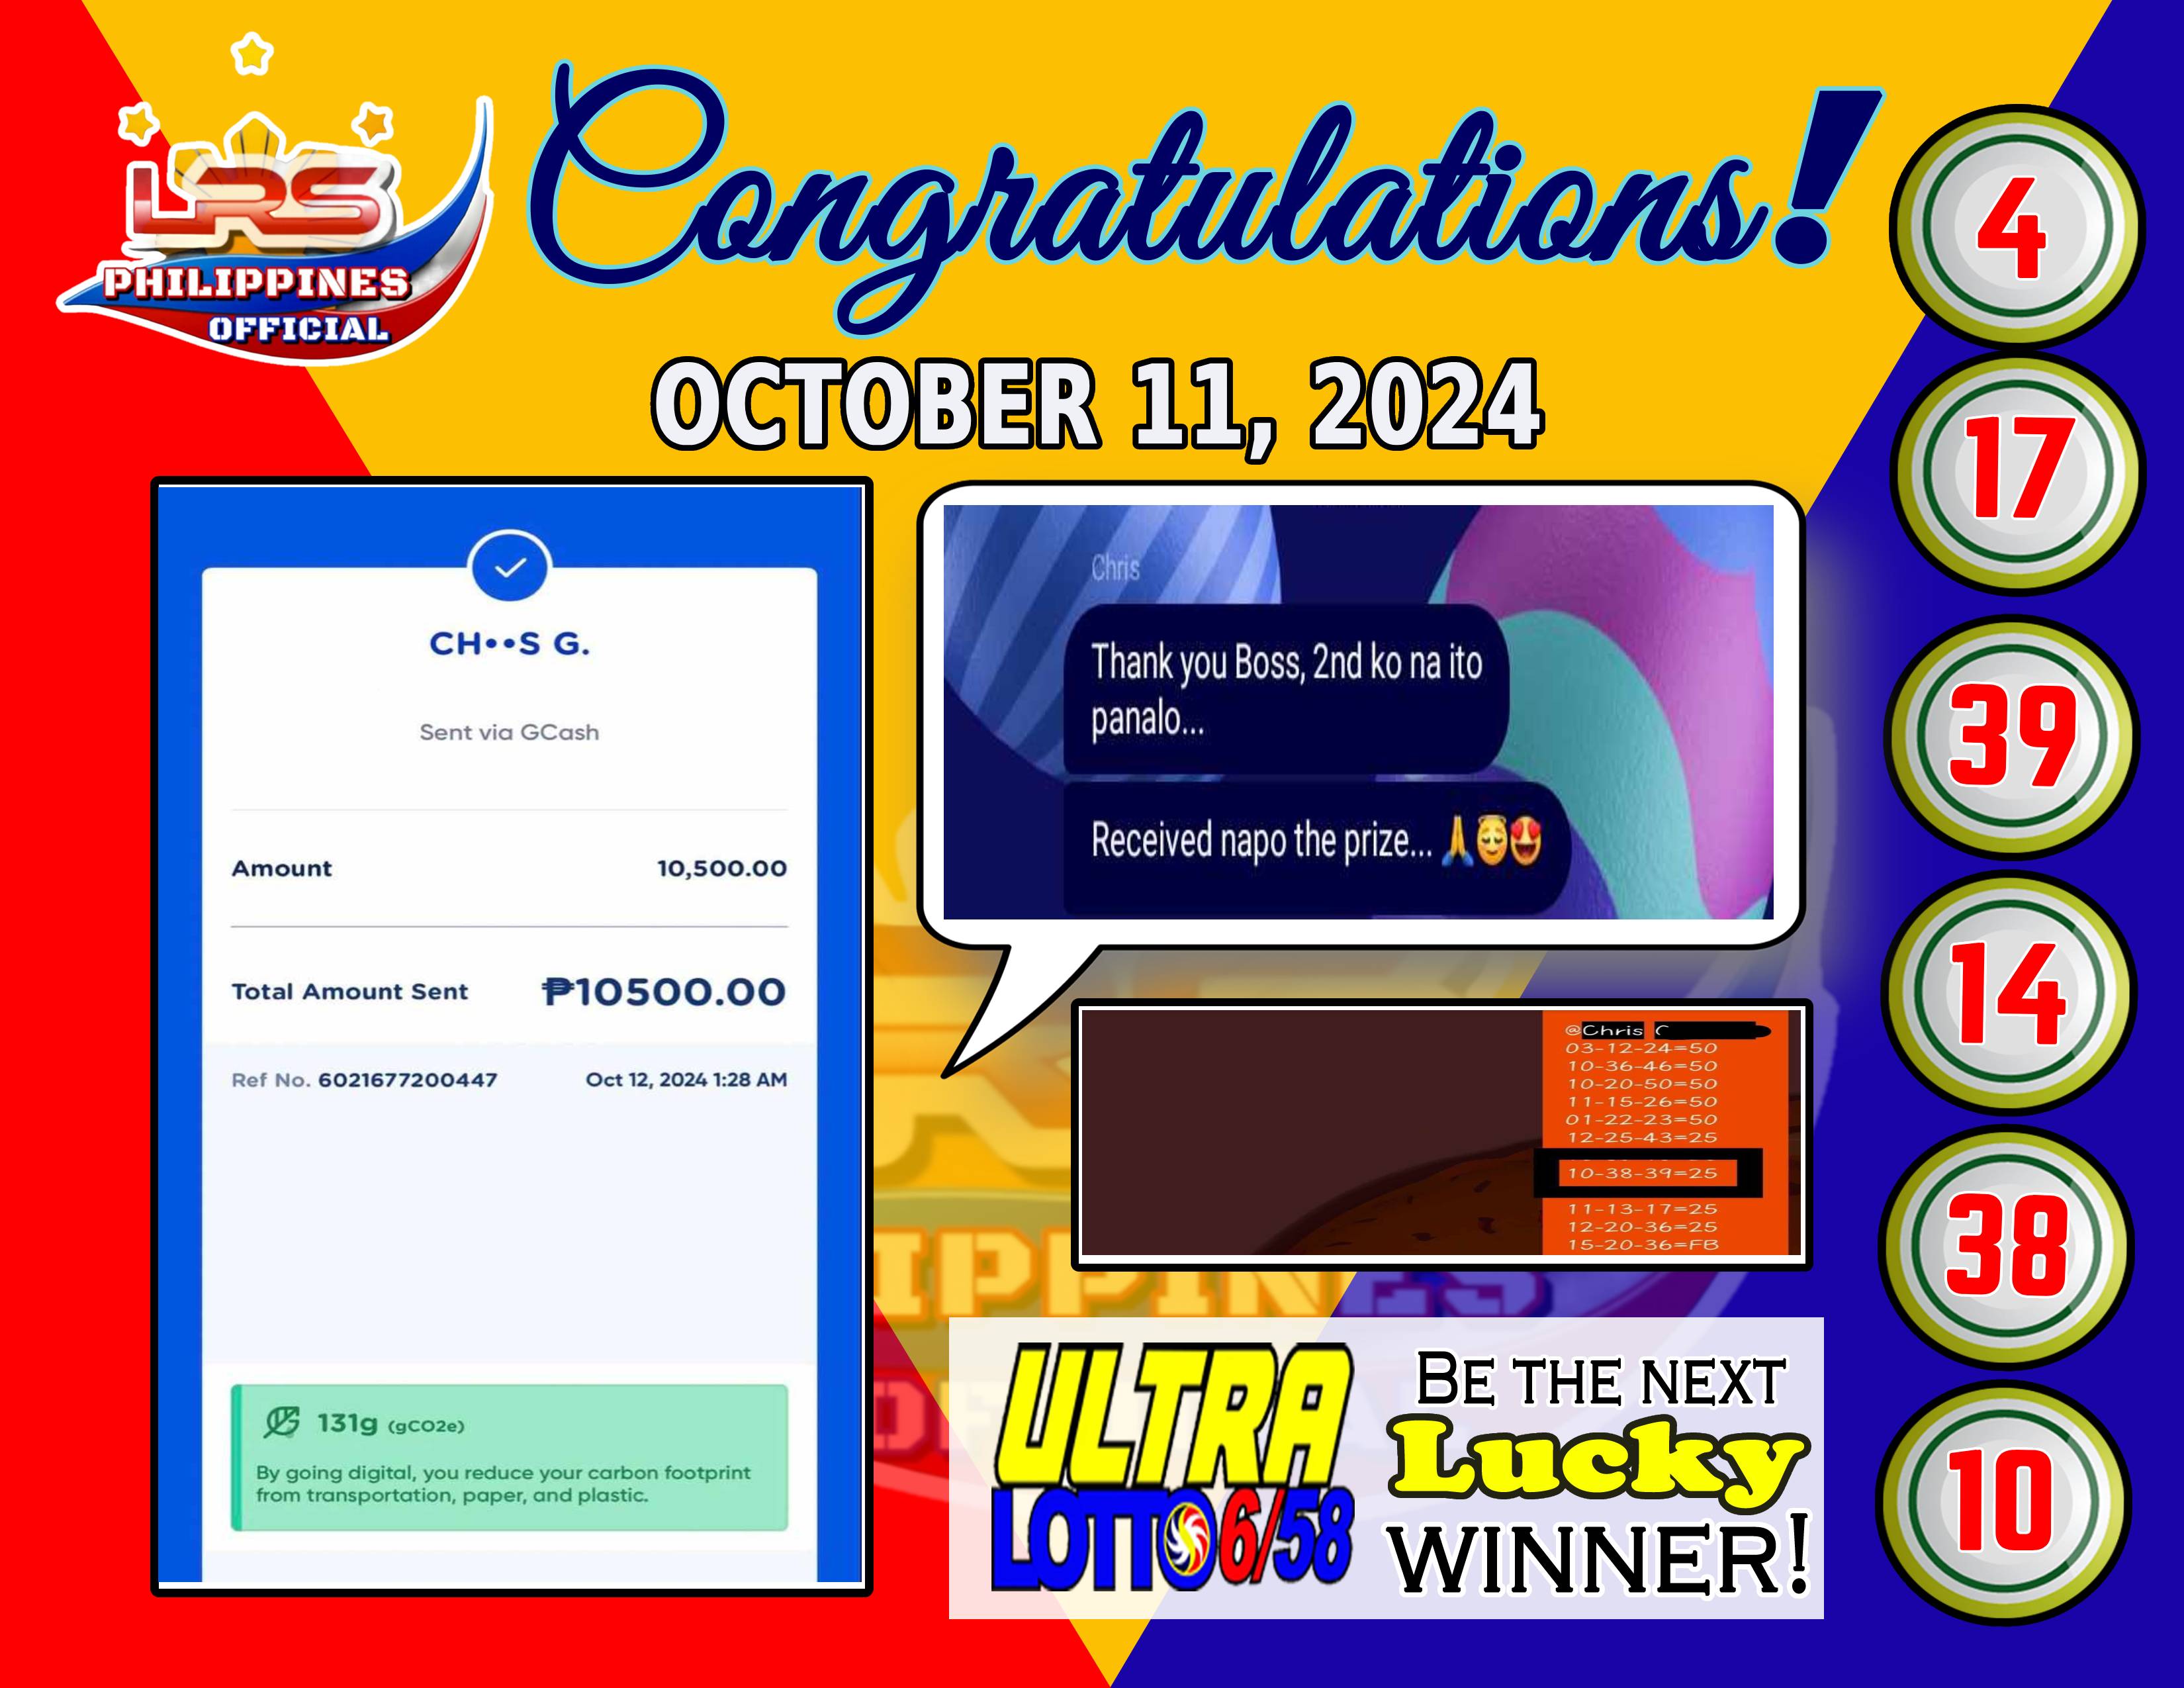 LRS
PHILIPPINES
OFFICIAL
Congratulations!
OCTOBER 11, 2024
CH••S G.
Sent via GCash
Amount 10,500.00
Total Amount Sent ₱10500.00
Ref No. 6021677200447 Oct 12, 2024 1:28 AM
131g (gCO2e)
By going digital, you reduce your carbon footprint
from transportation, paper, and plastic.
Chris
Thank you Boss, 2nd ko na ito
panalo...
Received napo the prize... 🙏😇😍
@Chris C
03-12-24=50
10-36-46=50
10-20-50=50
11-15-26=50
01-22-23=50
12-25-43=25
10-38-39=25
11-13-17=25
12-20-36=25
15-20-36=FB
ULTRA
LOTTO 6/58
BE THE NEXT
Lucky
WINNER!
4
17
39
14
38
10